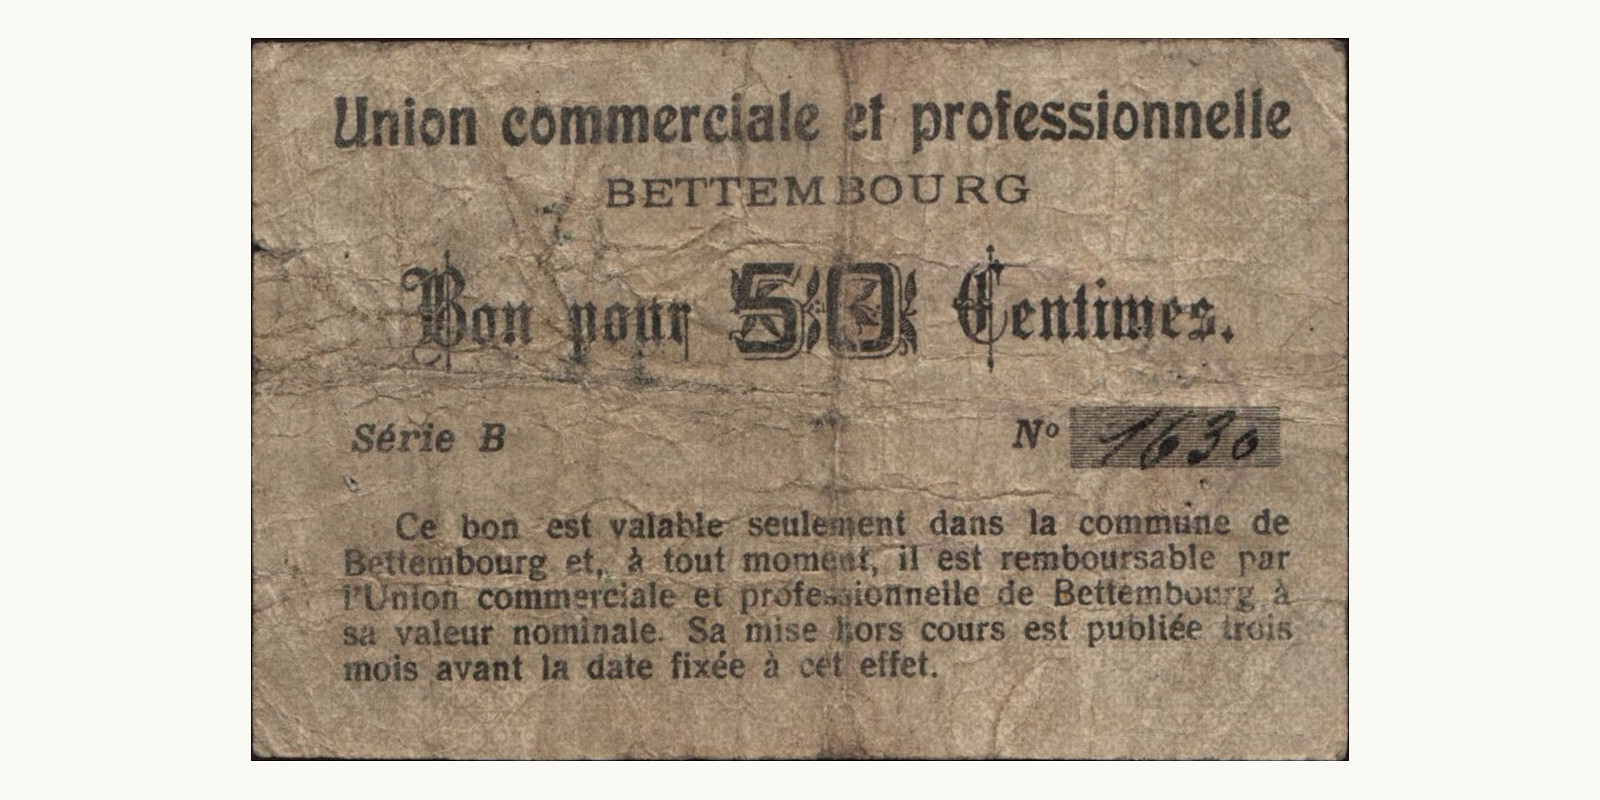 Union commerciale et professionnelle
BETTEMBOURG
Bon pour 50 Centimes.
Série B Nº 1630
Ce bon est valable seulement dans la commune de
Bettembourg et, à tout moment, il est remboursable par
l'Union commerciale et professionnelle de Bettembourg à
sa valeur nominale. Sa mise hors cours est publiée trois
mois avant la date fixée à cet effet.